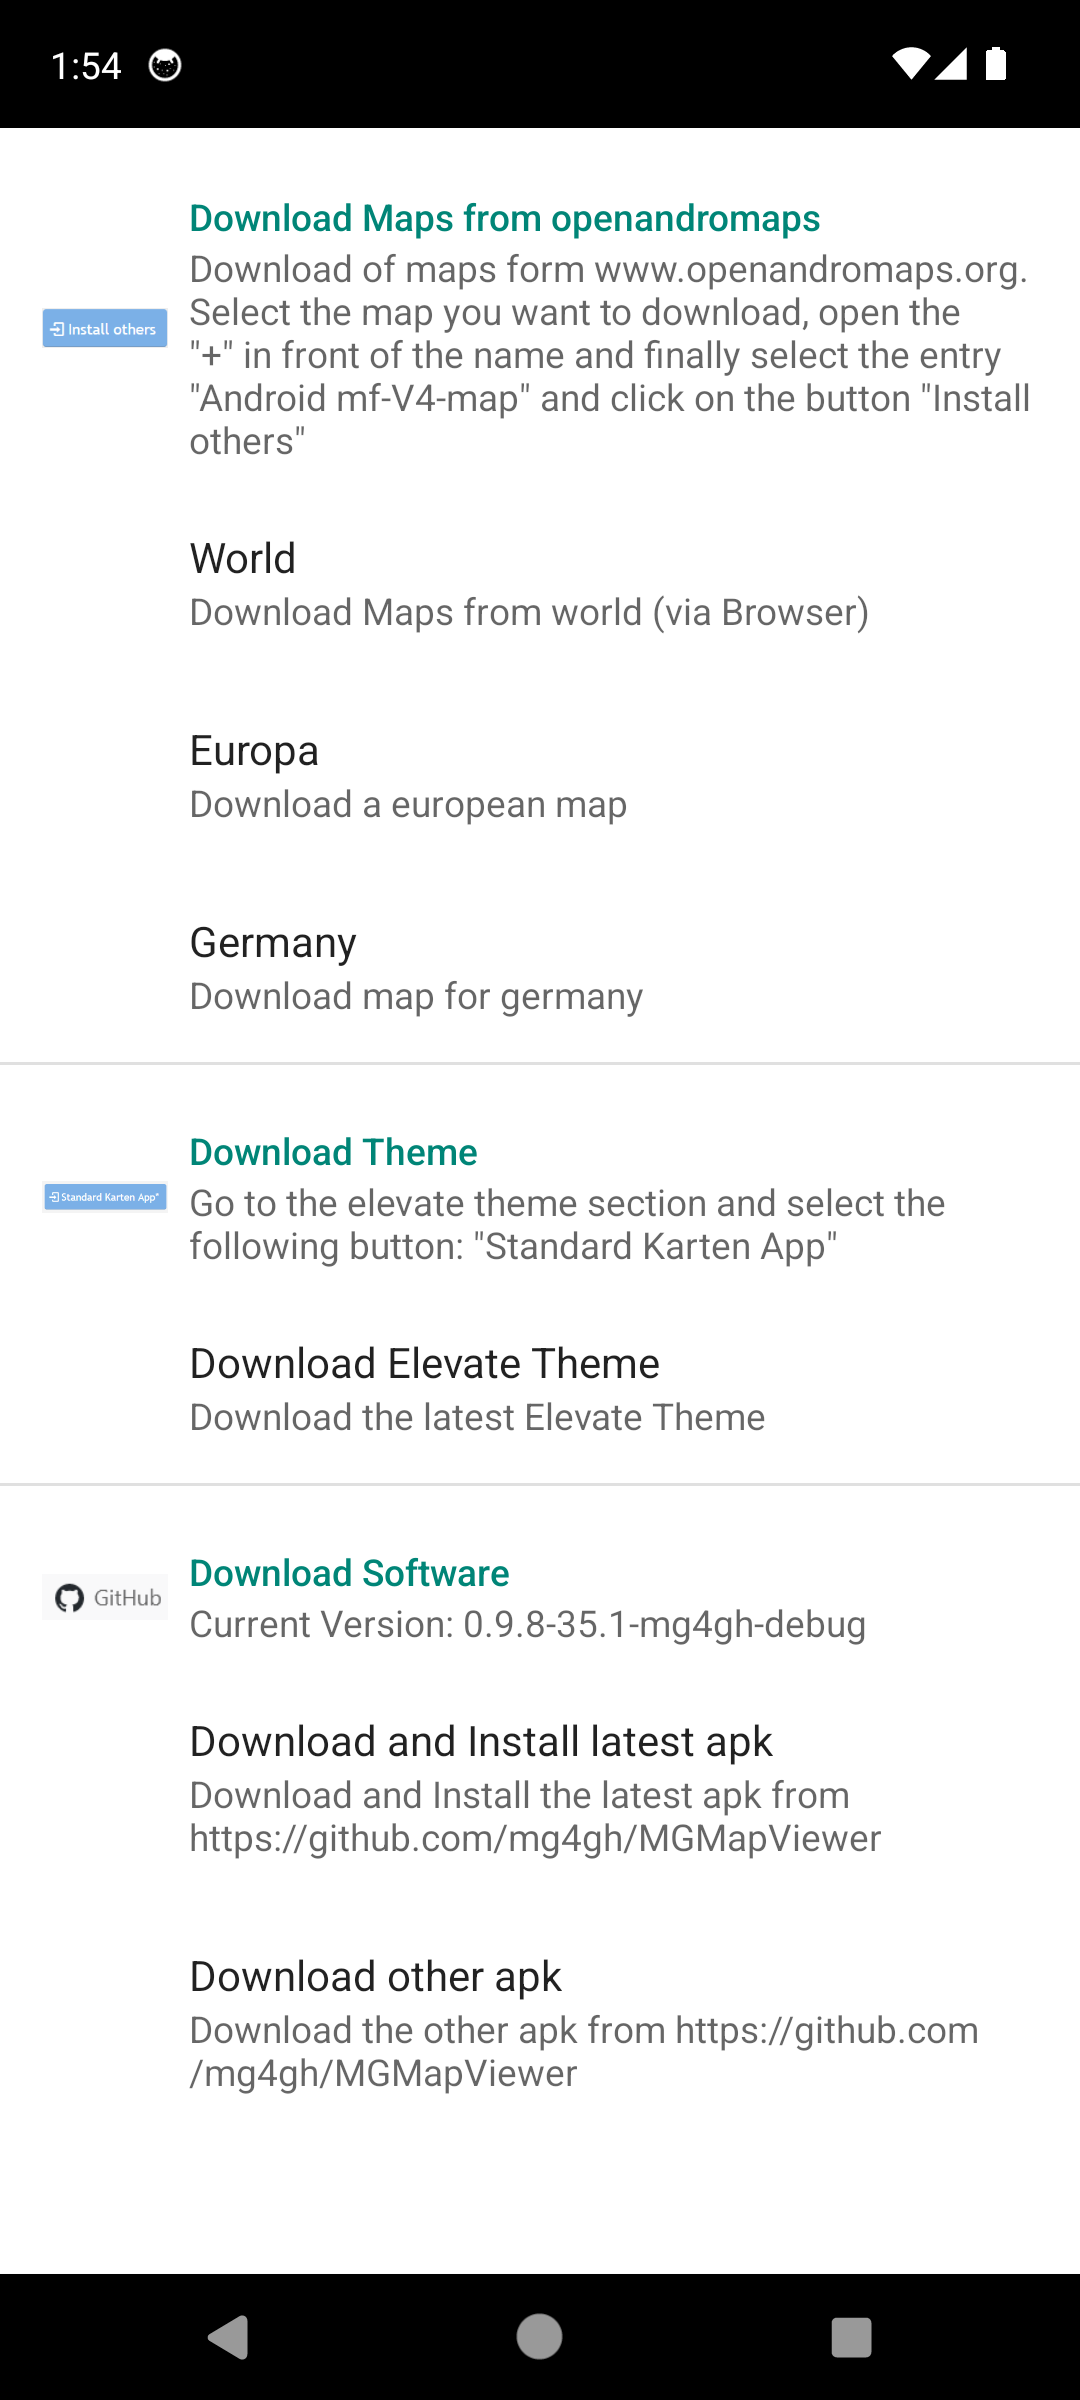 1:54
Download Maps from openandromaps
Download of maps form www.openandromaps.org.
Select the map you want to download, open the
"+" in front of the name and finally select the entry
"Android mf-V4-map" and click on the button "Install
others"
Install others
World
Download Maps from world (via Browser)
Europa
Download a european map
Germany
Download map for germany
Download Theme
Go to the elevate theme section and select the
following button: "Standard Karten App"
Standard Karten App*
Download Elevate Theme
Download the latest Elevate Theme
Download Software
GitHub
Current Version: 0.9.8-35.1-mg4gh-debug
Download and Install latest apk
Download and Install the latest apk from
https://github.com/mg4gh/MGMapViewer
Download other apk
Download the other apk from https://github.com
/mg4gh/MGMapViewer